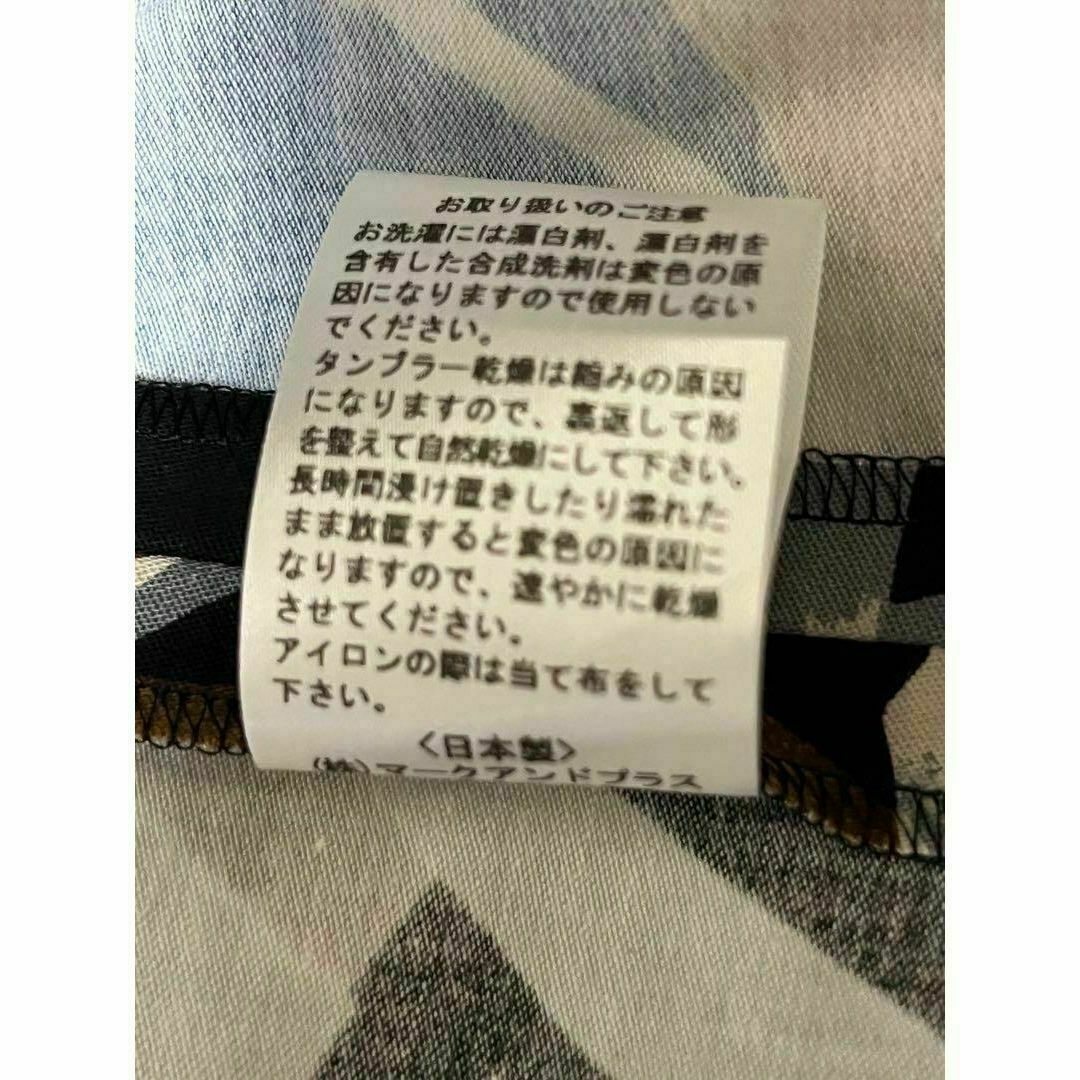 お取り扱いのご注意
お洗濯には漂白剤、漂白剤を
含有した合成洗剤は変色の原
因になりますので使用しない
でください。
タンブラー乾燥は縮みの原因
になりますので、裏返して形
を整えて自然乾燥にして下さい。
長時間浸け置きしたり濡れた
まま放置すると変色の原因に
なりますので、速やかに乾燥
させてください。
アイロンの際は当て布をして
下さい。
〈日本製〉
(株)マークアンドプラス